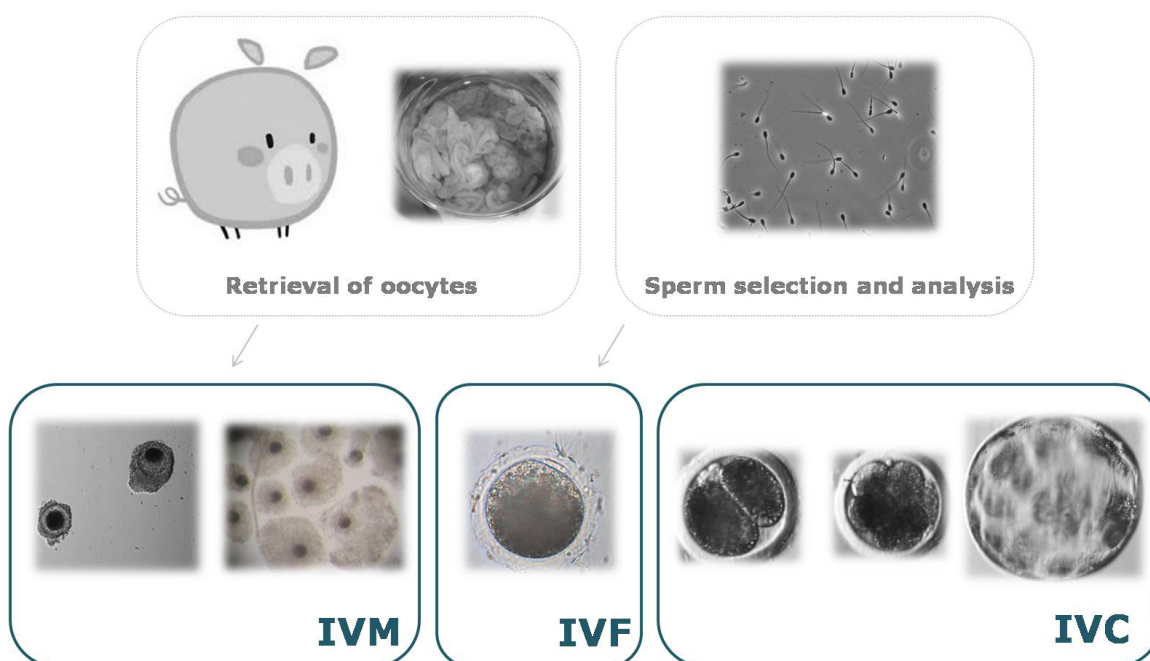 Retrieval of oocytes
Sperm selection and analysis
IVM
IVF
IVC